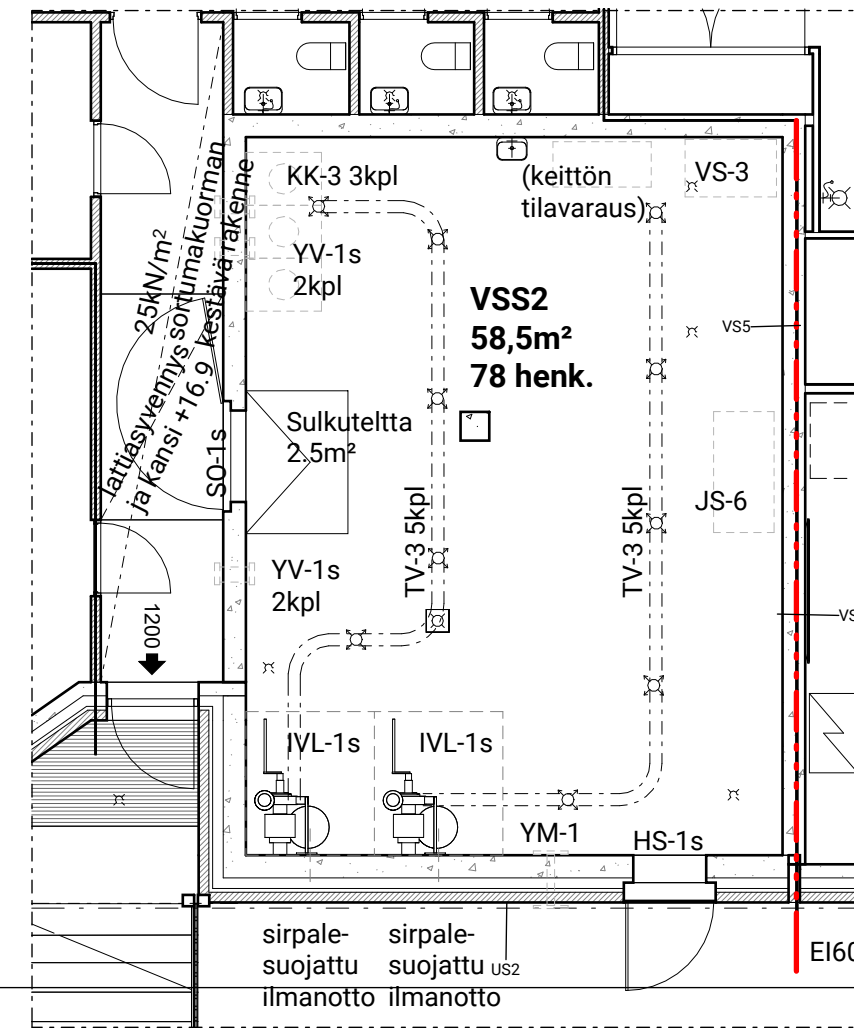 KK-3 3kpl
(keittön
tilavaraus)
VS-3
YV-1s
2kpl
VSS2
58,5m²
78 henk.
VS5
25kN/m²
lattiasyvennys sortumakuorman
ja kansi +16.9 kestävä rakenne
SO-1s
Sulkuteltta
2.5m²
TV-3 5kpl
TV-3 5kpl
JS-6
YV-1s
2kpl
1200
VS
IVL-1s
IVL-1s
YM-1
HS-1s
sirpale-
suojattu
ilmanotto
sirpale-
suojattu
ilmanotto
US2
EI60